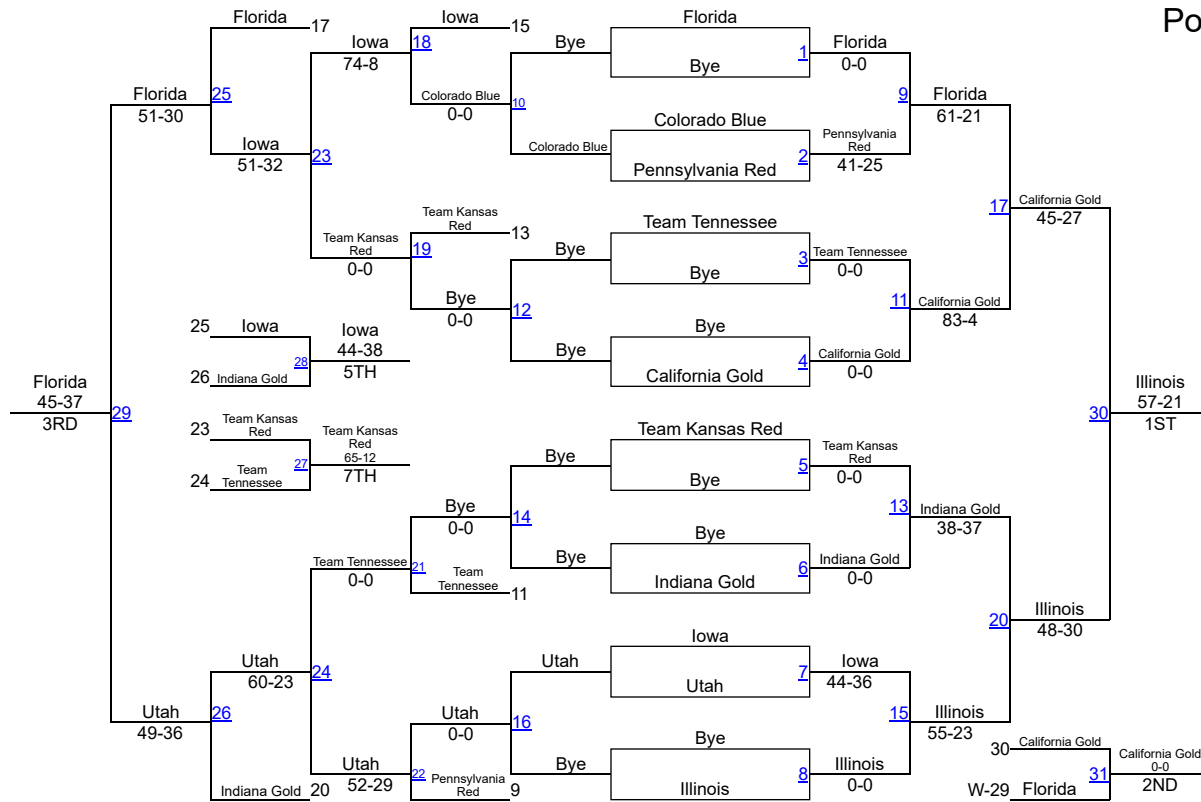 Po
Florida
17
Iowa
15
Florida
Iowa
18
Bye
1
Florida
74-8
Bye
0-0
Florida
25
Colorado Blue
10
9
Florida
51-30
0-0
61-21
Colorado Blue
Iowa
23
Colorado Blue
2
Pennsylvania
Red
51-32
Pennsylvania Red
41-25
17
California Gold
45-27
Team Kansas
Red
13
Team Tennessee
Team Kansas
Red
19
Bye
3
Team Tennessee
0-0
Bye
0-0
Bye
12
11
California Gold
0-0
83-4
25
Iowa
Iowa
Bye
44-38
Bye
4
California Gold
28
5TH
California Gold
0-0
26
Indiana Gold
Florida
Illinois
45-37
57-21
29
30
3RD
1ST
23
Team Kansas
Red
Team Kansas
Red
65-12
Team Kansas Red
Team Kansas
Red
27
Bye
5
24
Team
Tennessee
7TH
Bye
0-0
Bye
14
13
Indiana Gold
0-0
38-37
Bye
Team Tennessee
21
Bye
6
Indiana Gold
0-0
Team
Tennessee
11
Indiana Gold
0-0
20
Illinois
48-30
Iowa
Utah
24
Utah
7
Iowa
60-23
Utah
44-36
Utah
26
Utah
16
15
Illinois
49-36
0-0
55-23
Bye
30
California Gold
Utah
22
Bye
8
Illinois
31
California Gold
0-0
52-29
Pennsylvania
Red
9
Illinois
0-0
2ND
Indiana Gold
20
W-29
Florida